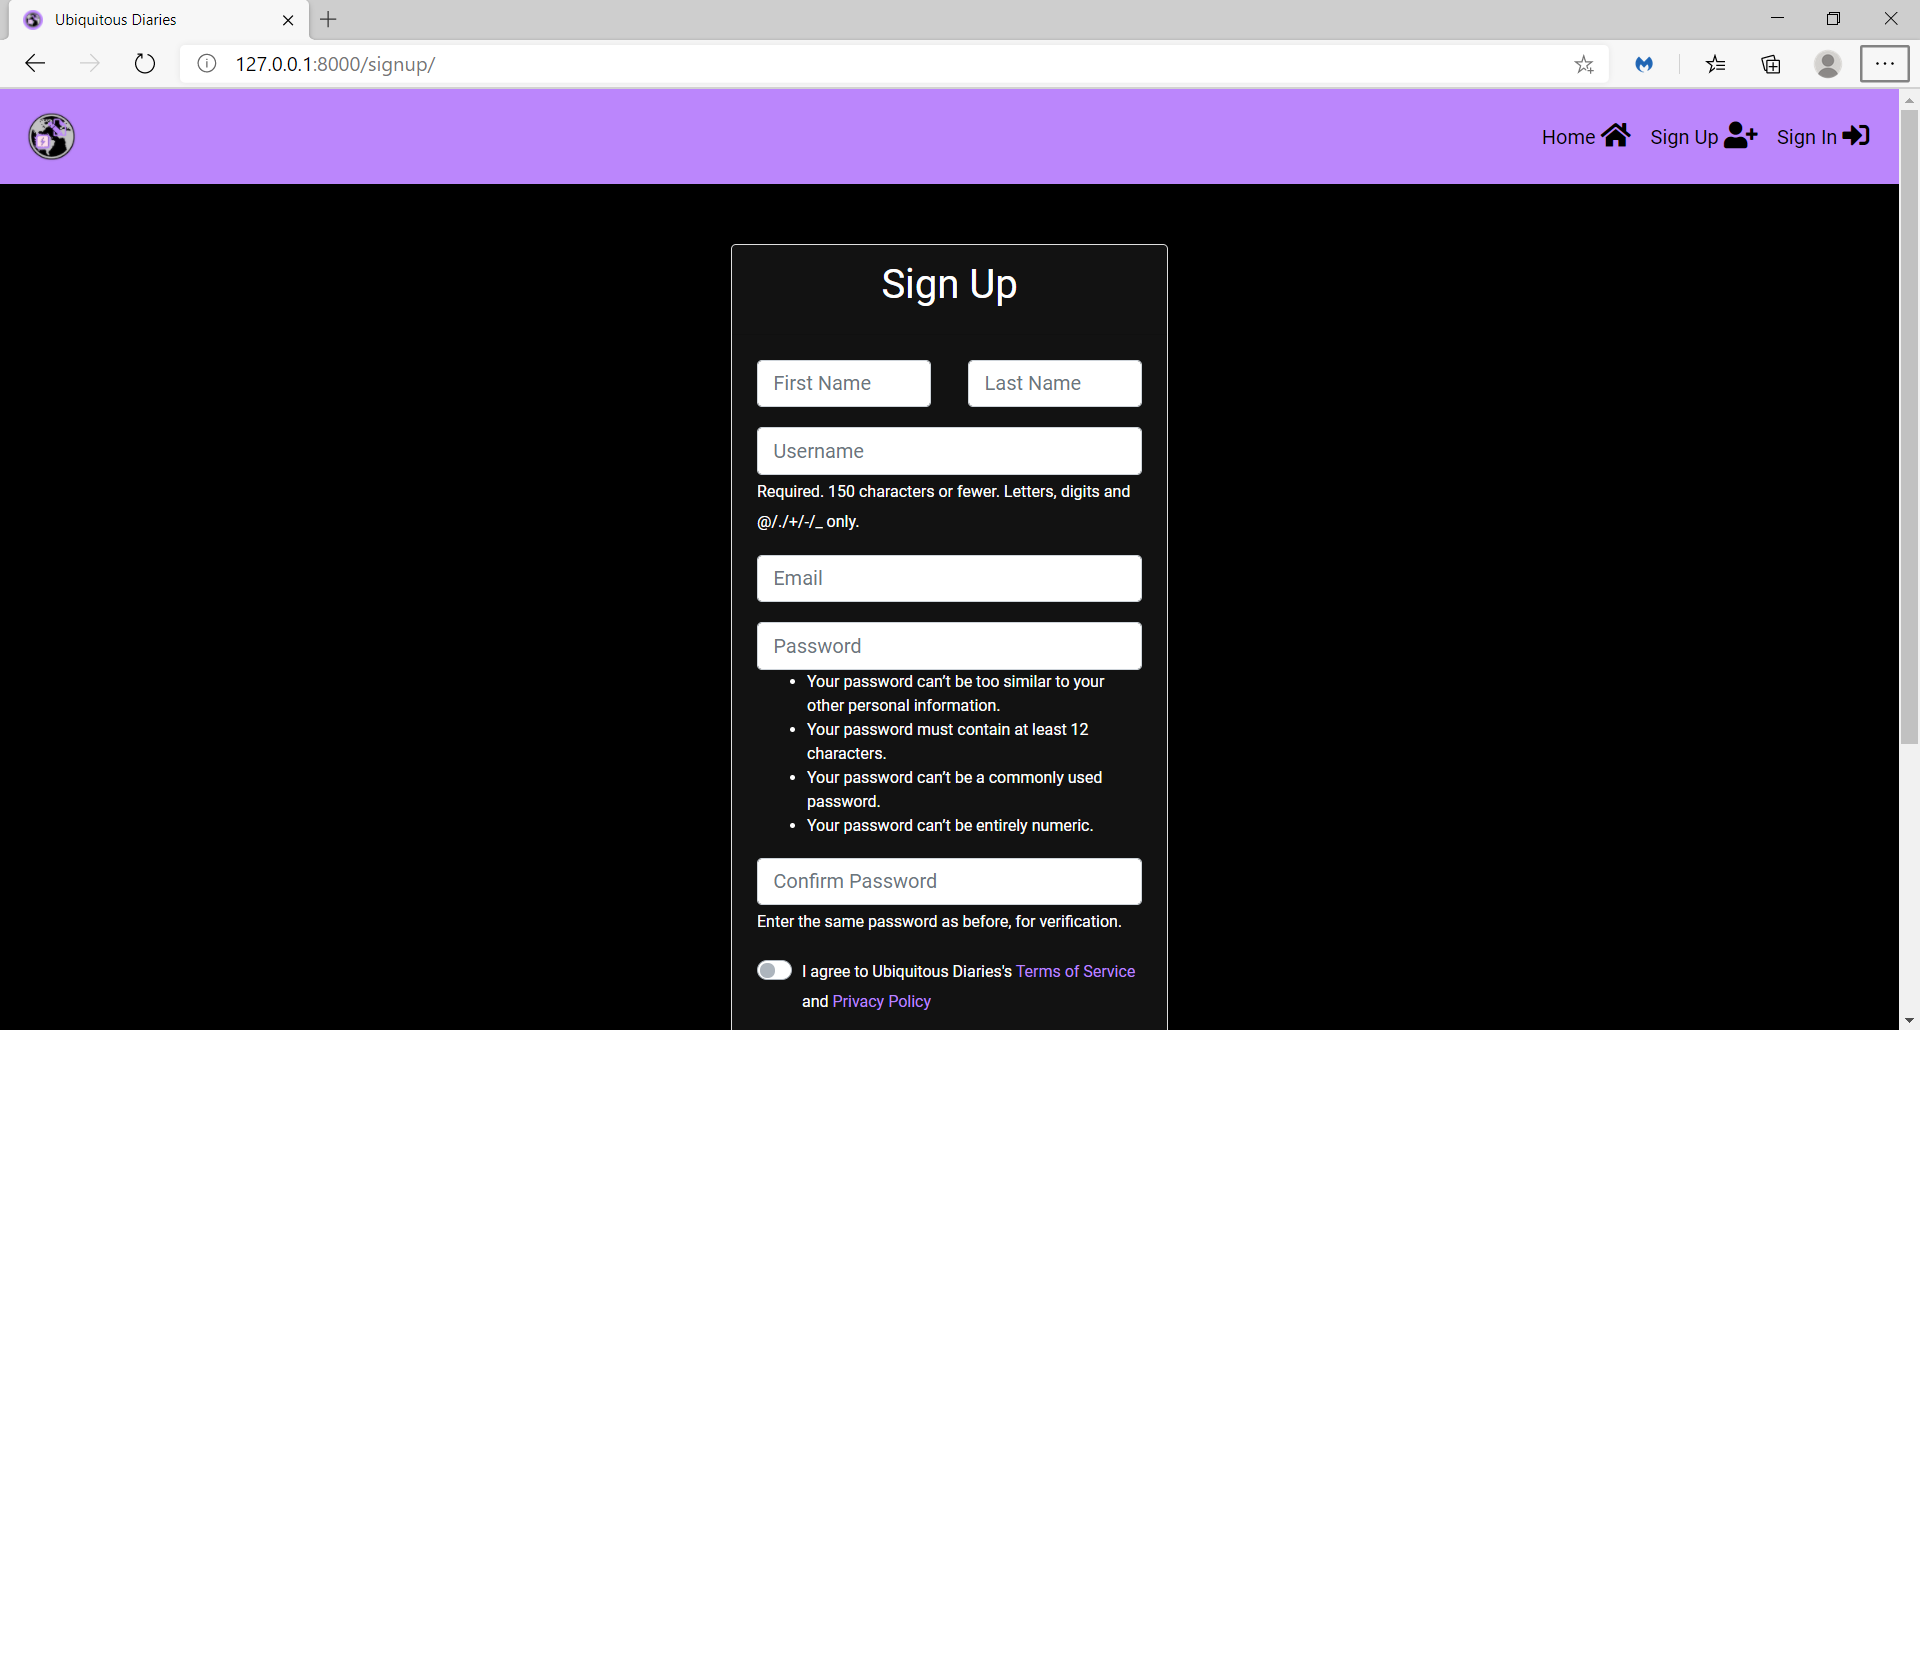 Ubiquitous Diaries
127.0.0.1:8000/signup/
Home Sign Up Sign In
Sign Up
First Name Last Name
Username
Required. 150 characters or fewer. Letters, digits and
@/./+/-/_ only.
Email
Password
• Your password can’t be too similar to your
other personal information.
• Your password must contain at least 12
characters.
• Your password can’t be a commonly used
password.
• Your password can’t be entirely numeric.
Confirm Password
Enter the same password as before, for verification.
I agree to Ubiquitous Diaries's Terms of Service
and Privacy Policy